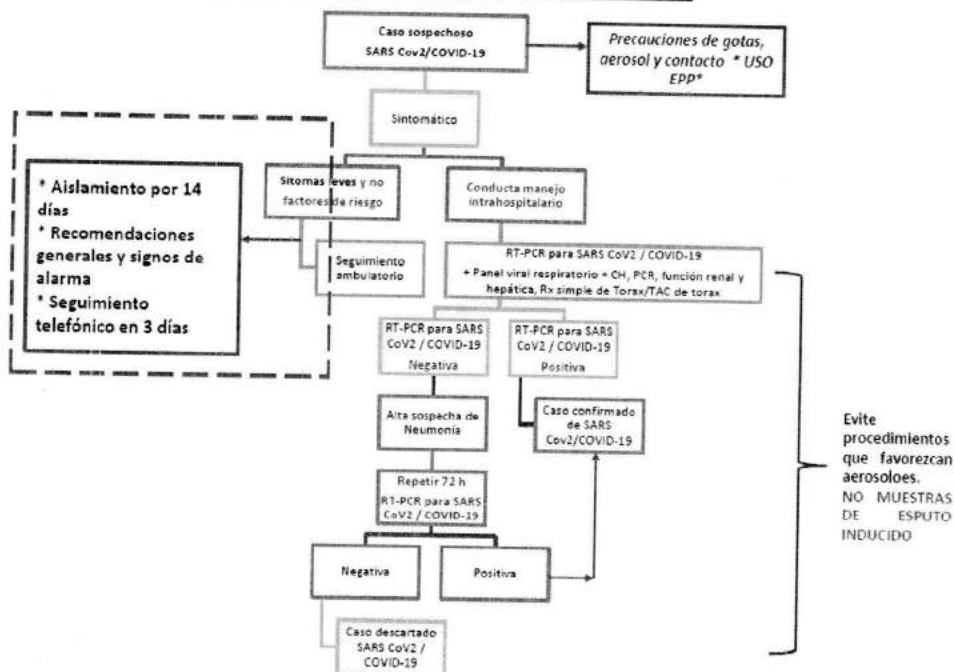 Caso sospechoso
SARS Cov2/COVID-19
Precauciones de gotas,
aerosol y contacto * USO
EPP*
Sintomático
* Aislamiento por 14
días
* Recomendaciones
generales y signos de
alarma
* Seguimiento
telefónico en 3 días
Sitomas leves y no
factores de riesgo
Conducta manejo
intrahospitalario
Seguimiento
ambulatorio
RT-PCR para SARS CoV2 / COVID-19
+ Panel viral respiratorio + CH, PCR, función renal y
hepática, Rx simple de Torax/TAC de torax
RT-PCR para SARS
CoV2 / COVID-19
Negativa
RT-PCR para SARS
CoV2 / COVID-19
Positiva
Alta sospecha de
Neumonía
Caso confirmado
de SARS
Cov2/COVID-19
Repetir 72 h
RT-PCR para SARS
CoV2 / COVID-19
Negativa
Positiva
Caso descartado
SARS CoV2 /
COVID-19
Evite
procedimientos
que favorezcan
aerosoloes.
NO MUESTRAS
DE ESPUTO
INDUCIDO